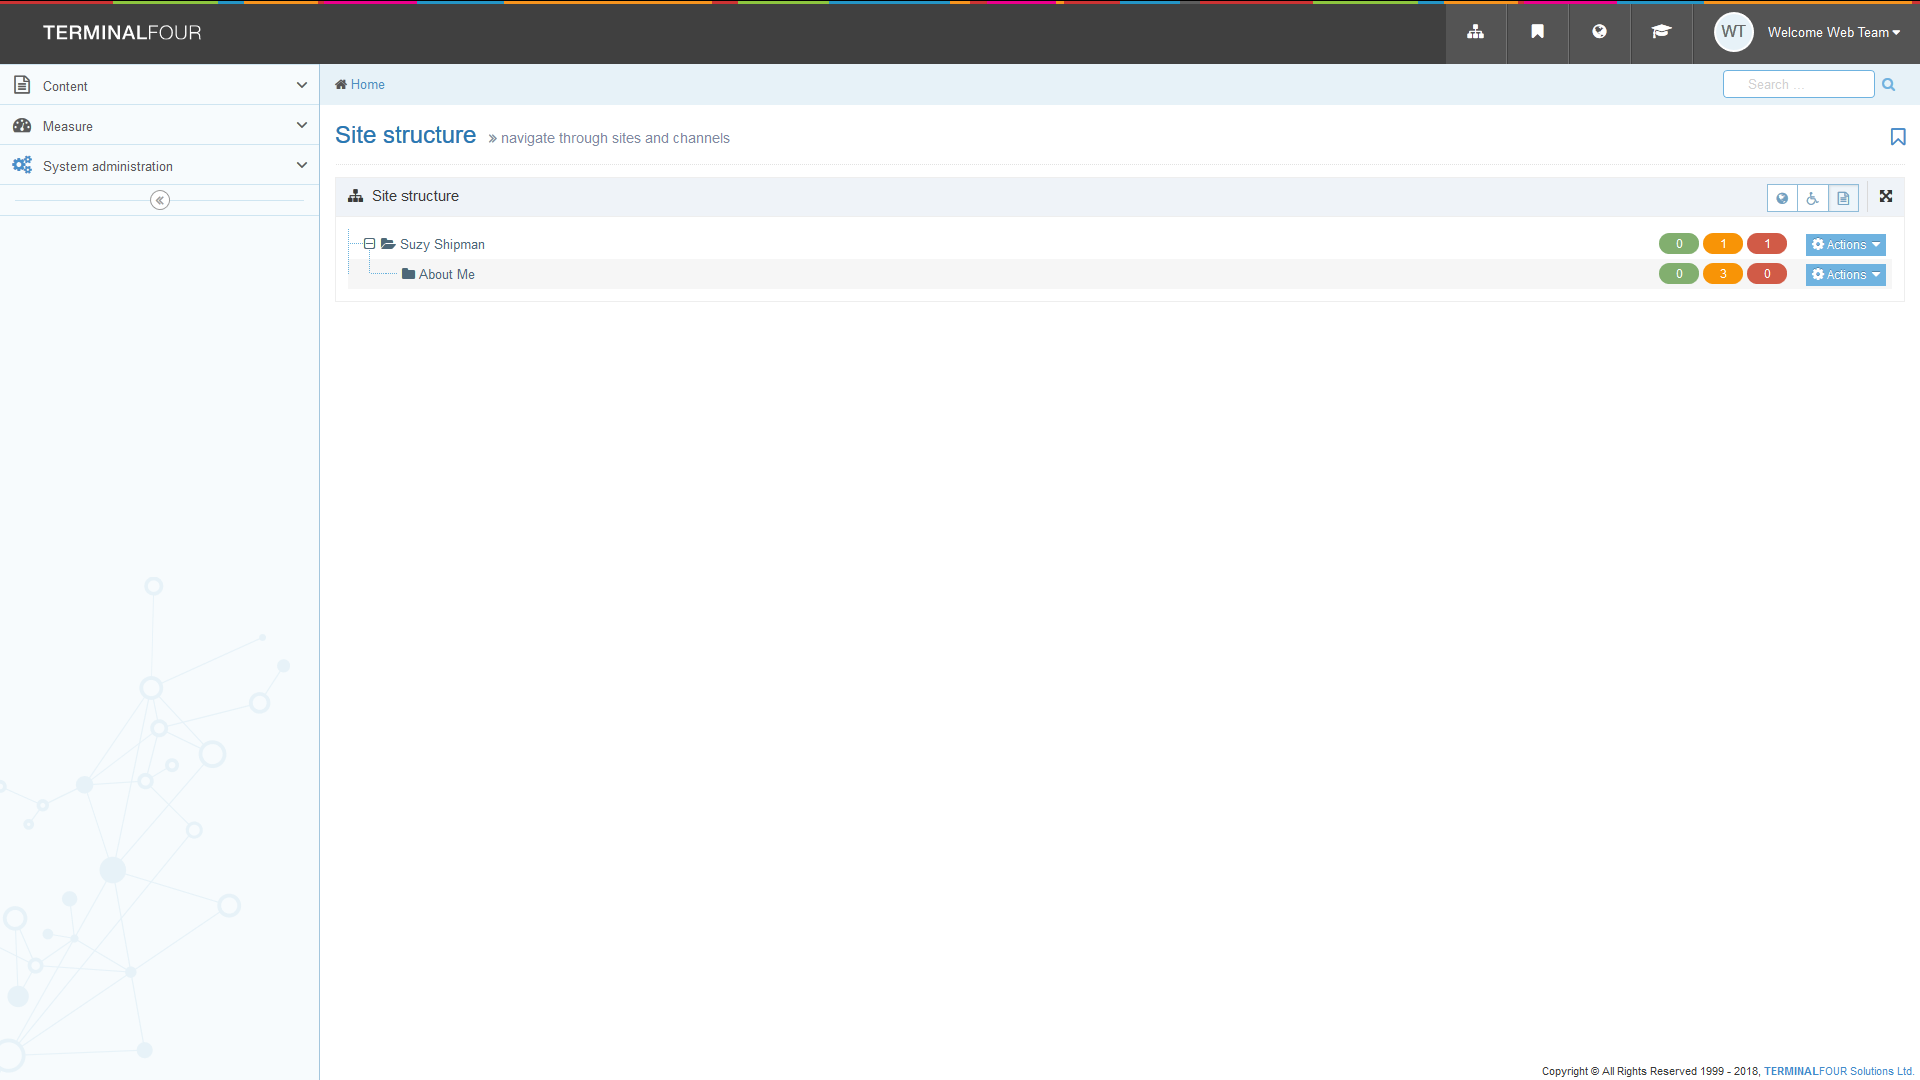 TERMINALFOUR
WT Welcome Web Team
Content
Home
Search ...
Measure
Site structure » navigate through sites and channels
System administration
Site structure
Suzy Shipman 0 1 1 Actions
About Me 0 3 0 Actions
Copyright © All Rights Reserved 1999 - 2018, TERMINALFOUR Solutions Ltd.